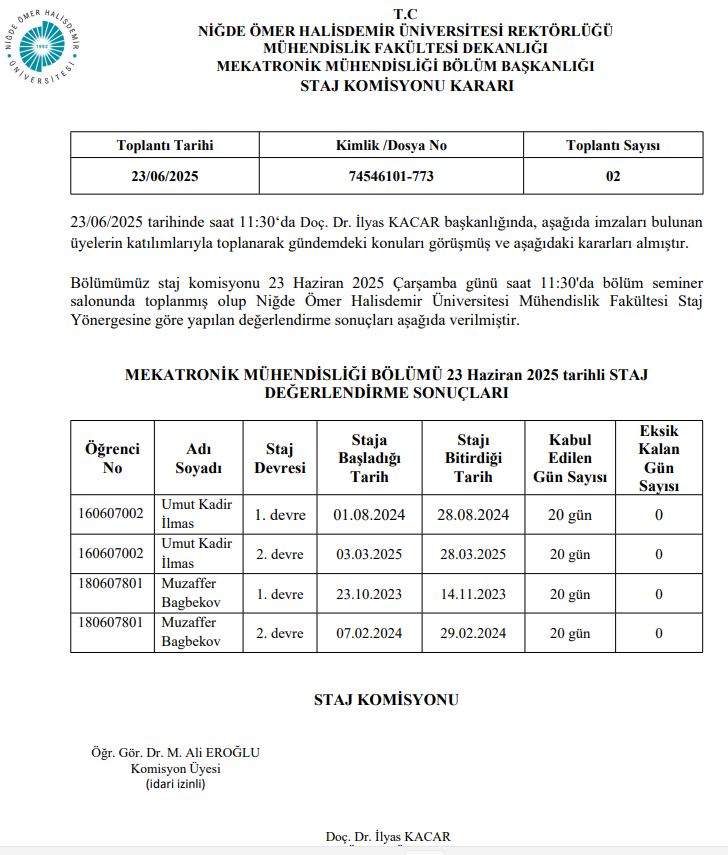 NİĞDE ÖMER HALİSDEMİR
1992
ÜNİVERSİTESİ
T.C
NİĞDE ÖMER HALİSDEMİR ÜNİVERSİTESİ REKTÖRLÜĞÜ
MÜHENDİSLİK FAKÜLTESİ DEKANLIĞI
MEKATRONİK MÜHENDİSLİĞİ BÖLÜM BAŞKANLIĞI
STAJ KOMİSYONU KARARI
Toplantı Tarihi Kimlik /Dosya No Toplantı Sayısı
23/06/2025 74546101-773 02
23/06/2025 tarihinde saat 11:30‘da Doç. Dr. İlyas KACAR başkanlığında, aşağıda imzaları bulunan
üyelerin katılımlarıyla toplanarak gündemdeki konuları görüşmüş ve aşağıdaki kararları almıştır.
Bölümümüz staj komisyonu 23 Haziran 2025 Çarşamba günü saat 11:30'da bölüm seminer
salonunda toplanmış olup Niğde Ömer Halisdemir Üniversitesi Mühendislik Fakültesi Staj
Yönergesine göre yapılan değerlendirme sonuçları aşağıda verilmiştir.
MEKATRONİK MÜHENDİSLİĞİ BÖLÜMÜ 23 Haziran 2025 tarihli STAJ
DEĞERLENDİRME SONUÇLARI
Öğrenci No Adı Soyadı Staj Devresi Staja Başladığı Tarih Stajı Bitirdiği Tarih Kabul Edilen Gün Sayısı Eksik Kalan Gün Sayısı
160607002 Umut Kadir İlmas 1. devre 01.08.2024 28.08.2024 20 gün 0
160607002 Umut Kadir İlmas 2. devre 03.03.2025 28.03.2025 20 gün 0
180607801 Muzaffer Bagbekov 1. devre 23.10.2023 14.11.2023 20 gün 0
180607801 Muzaffer Bagbekov 2. devre 07.02.2024 29.02.2024 20 gün 0
STAJ KOMİSYONU
Öğr. Gör. Dr. M. Ali EROĞLU
Komisyon Üyesi
(idari izinli)
Doç. Dr. İlyas KACAR